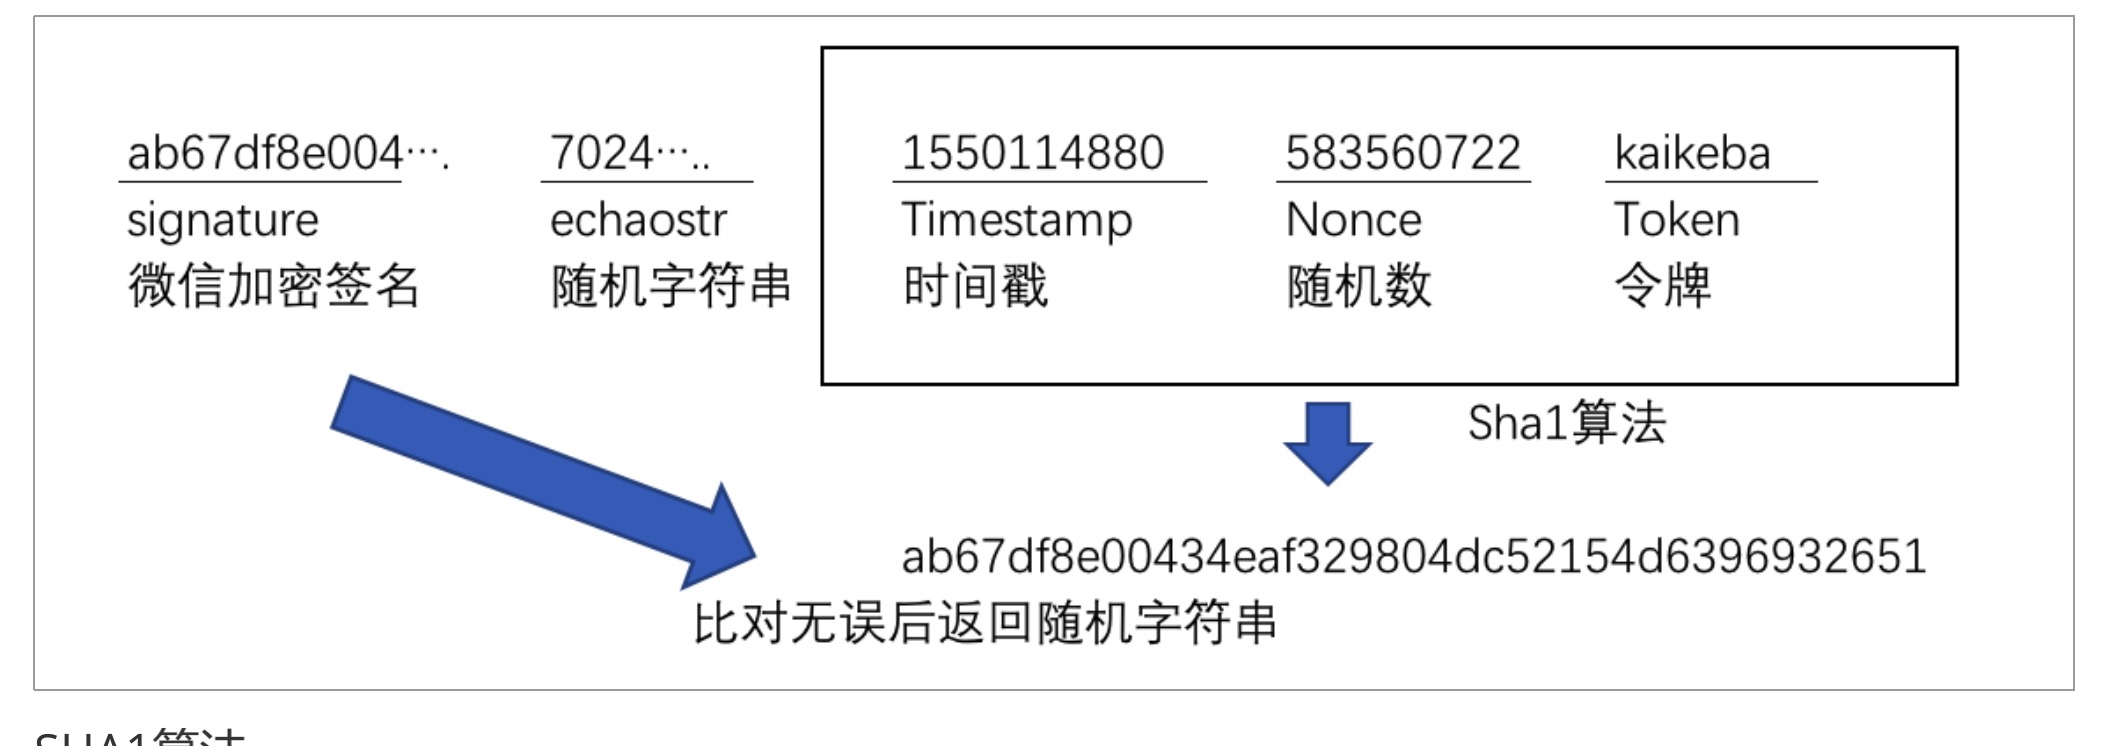 ab67df8e004···. 7024···.. 1550114880 583560722 kaikeba
signature echaostr Timestamp Nonce Token
微信加密签名 随机字符串 时间戳 随机数 令牌
Sha1算法
ab67df8e00434eaf329804dc52154d6396932651
比对无误后返回随机字符串
SHA1算法